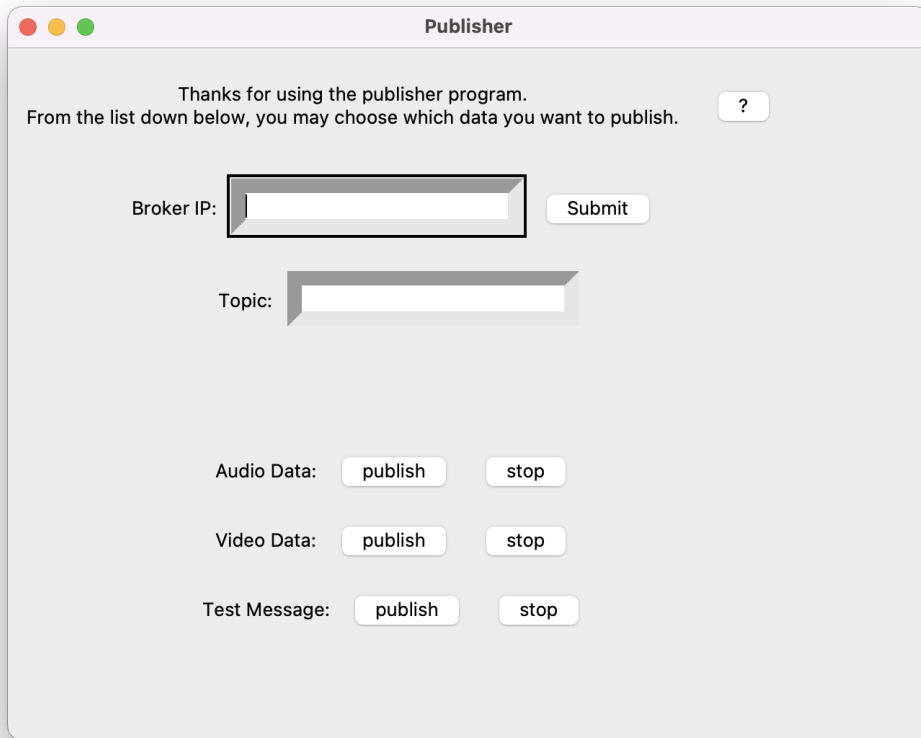 Publisher
Thanks for using the publisher program.
From the list down below, you may choose which data you want to publish.
?
Broker IP:
Submit
Topic:
Audio Data:
publish
stop
Video Data:
publish
stop
Test Message:
publish
stop